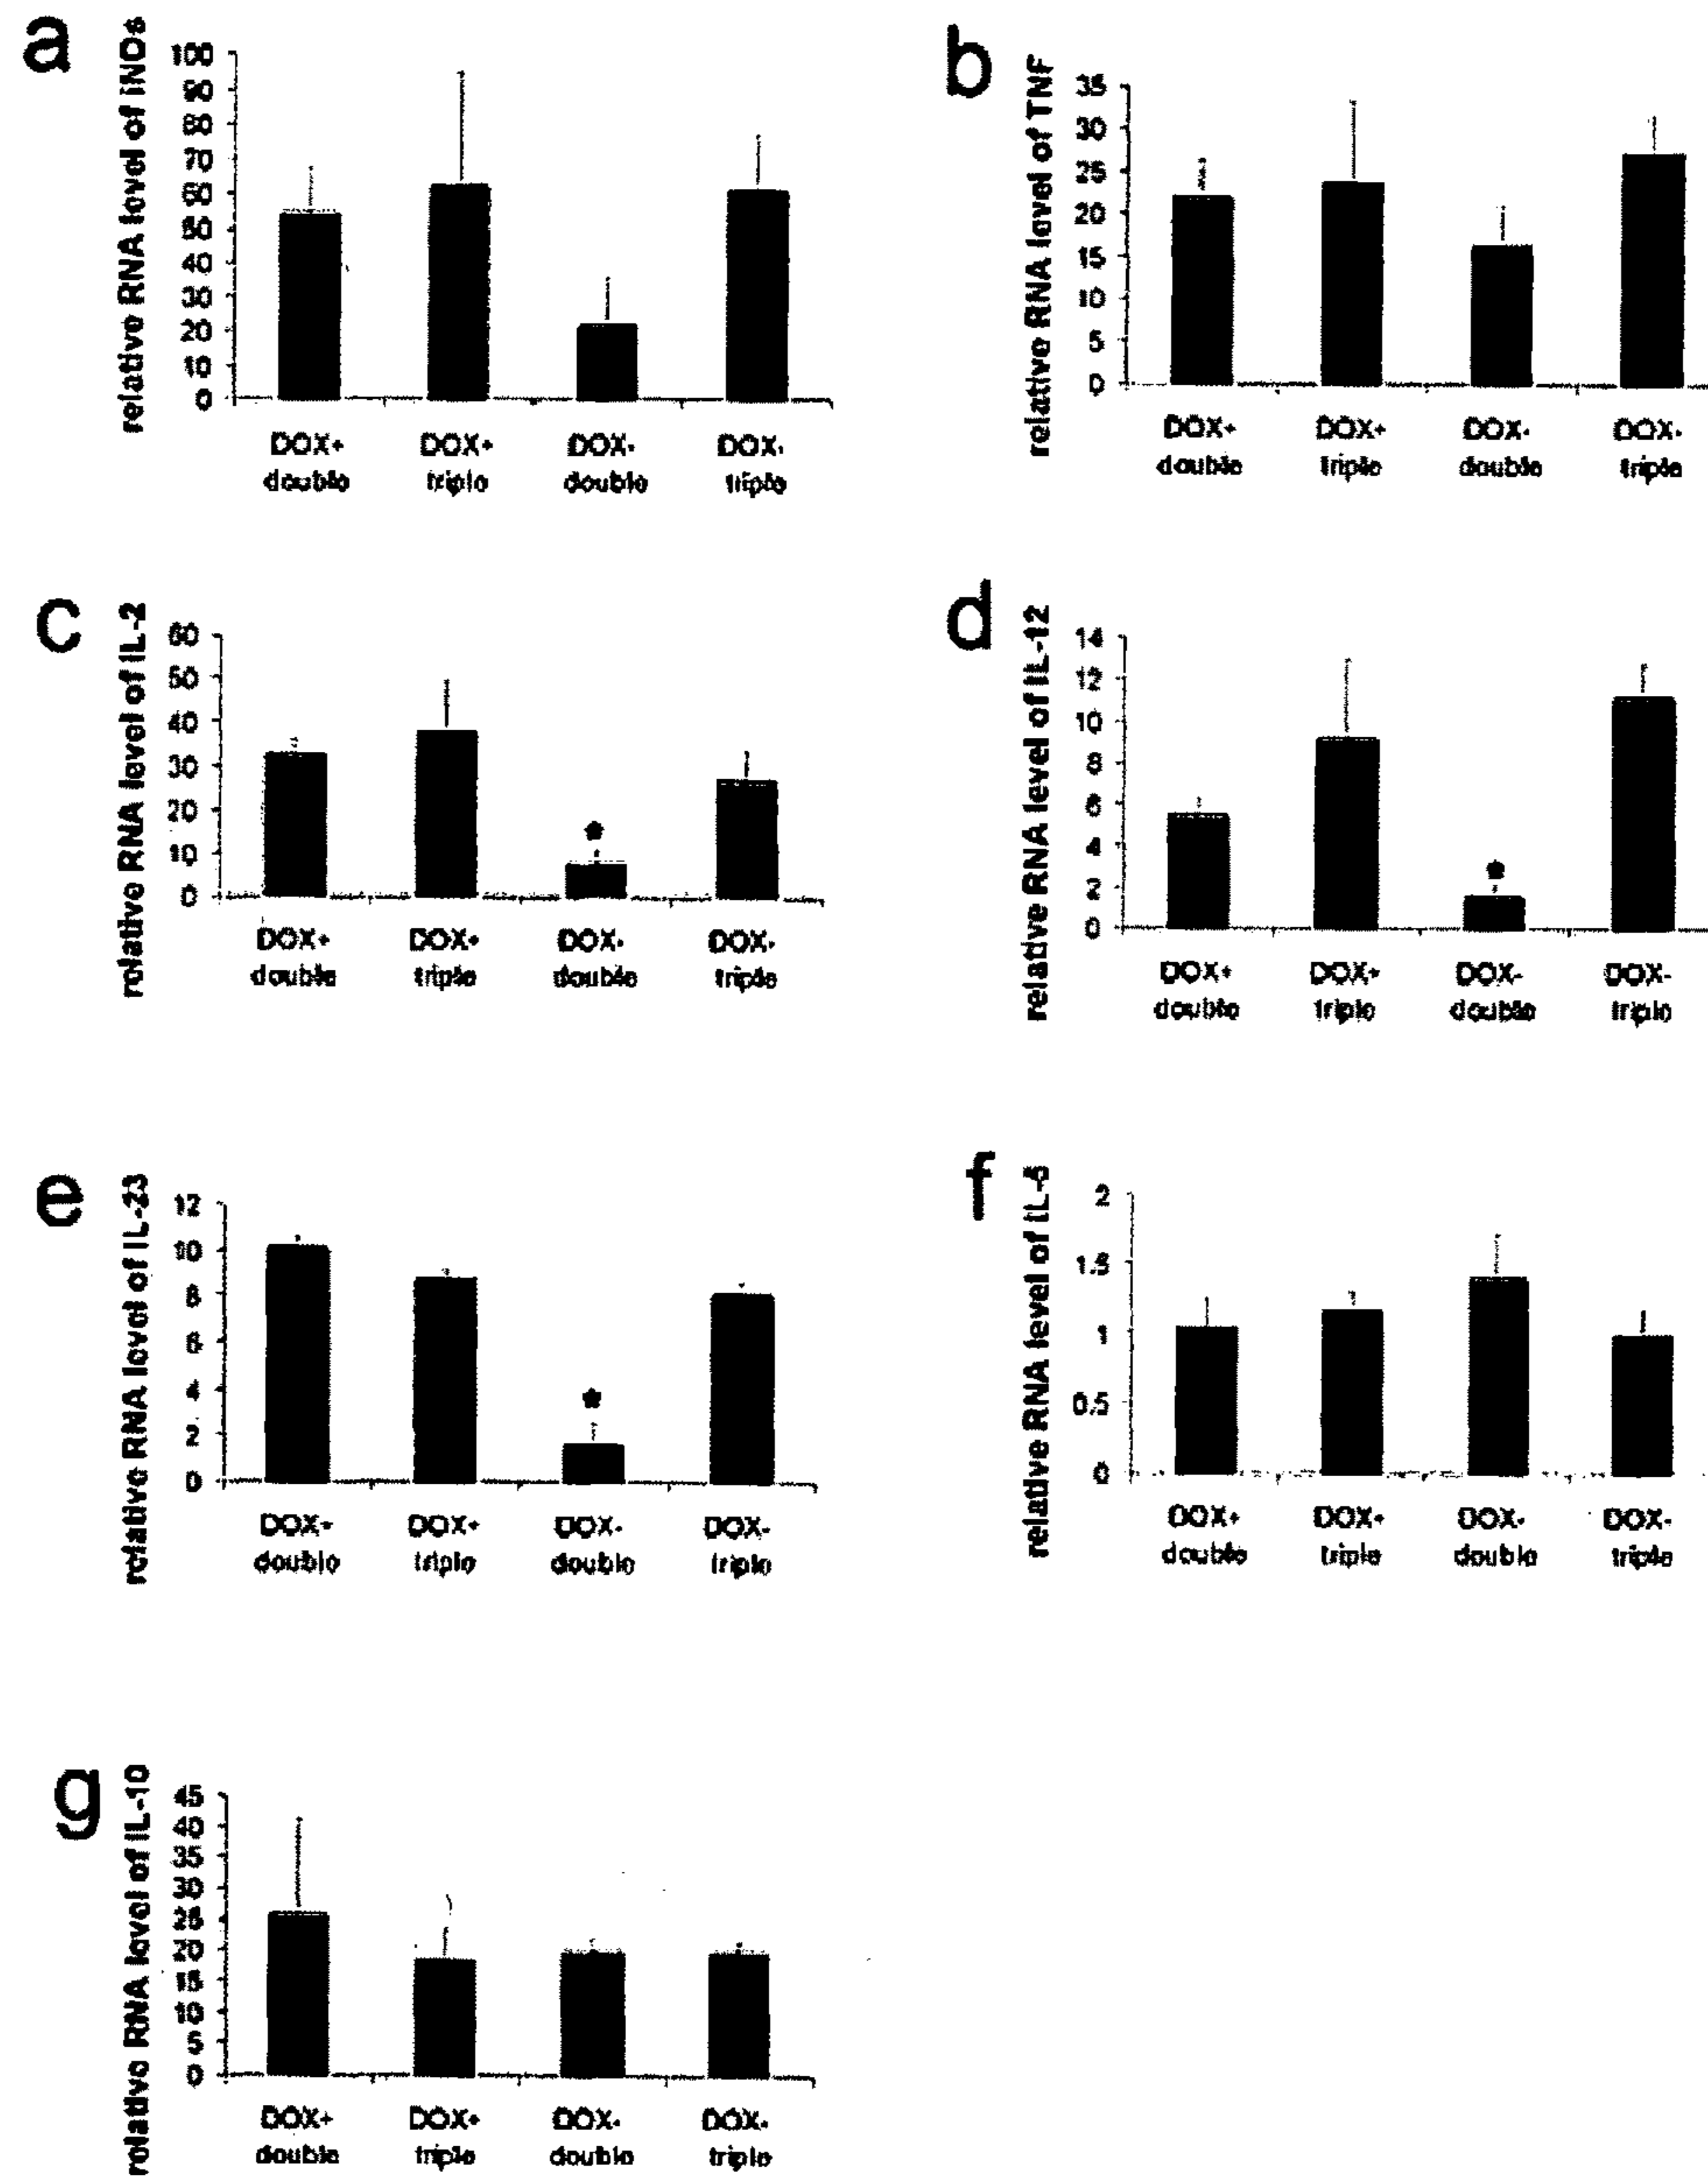 a
relative RNA level of iNOs
100
90
80
70
60
50
40
30
20
10
0
DOX+ DOX+ DOX- DOX-
double triple double triple
b
relative RNA level of TNF
35
30
25
20
15
10
5
0
DOX+ DOX+ DOX- DOX-
double triple double triple
c
relative RNA level of IL-2
60
50
40
30
20
10
0
DOX+ DOX+ DOX- DOX-
double triple double triple
d
relative RNA level of IL-12
14
12
10
8
6
4
2
0
DOX+ DOX+ DOX- DOX-
double triple double triple
e
relative RNA level of IL-23
12
10
8
6
4
2
0
DOX+ DOX+ DOX- DOX-
double triple double triple
f
relative RNA level of
2
1.5
1
0.5
0
DOX+ DOX+ DOX- DOX-
double triple double triple
g
relative RNA level of IL-10
45
40
35
30
25
20
15
10
5
0
DOX+ DOX+ DOX- DOX-
double triple double triple